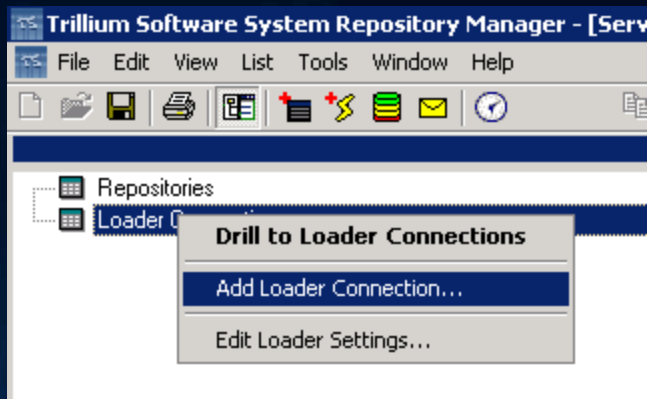 Trillium Software System Repository Manager - [Serv
File Edit View List Tools Window Help
Repositories
Loader
Drill to Loader Connections
Add Loader Connection...
Edit Loader Settings...